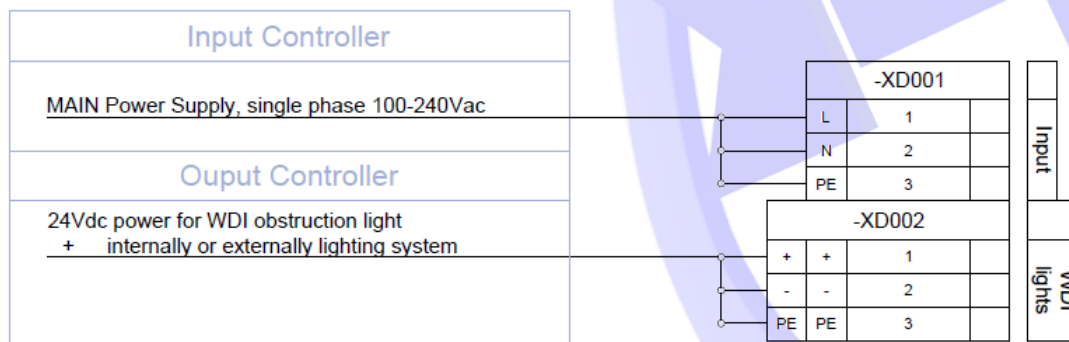 Input Controller
MAIN Power Supply, single phase 100-240Vac
Ouput Controller
24Vdc power for WDI obstruction light
+ internally or externally lighting system
-XD001
L 1
N 2
PE 3
Input
-XD002
+ + 1
- - 2
PE PE 3
WDI
lights